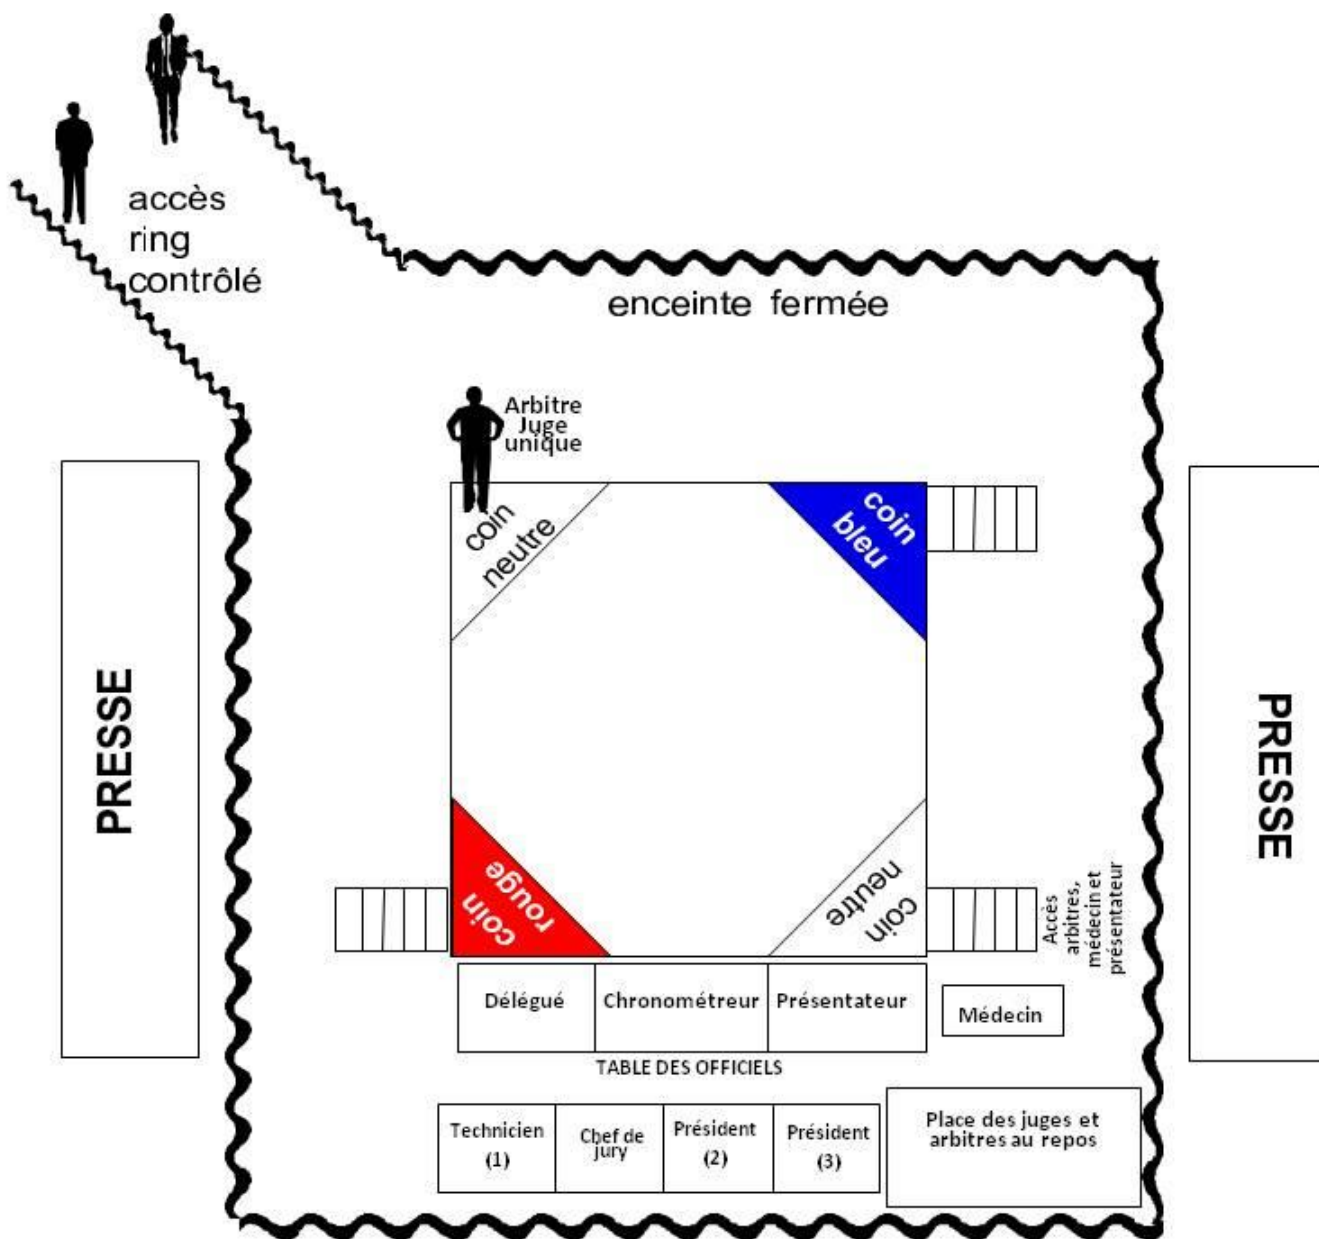 accès
ring
contrôlé
enceinte fermée
Arbitre
Juge
unique
coin
neutre
coin
bleu
PRESSE
PRESSE
coin
rouge
coin
neutre
Accès
arbitres,
médecin et
présentateur
Délégué
Chronométreur
Présentateur
Médecin
TABLE DES OFFICIELS
Technicien
(1)
Chef de
jury
Président
(2)
Président
(3)
Place des juges et
arbitres au repos